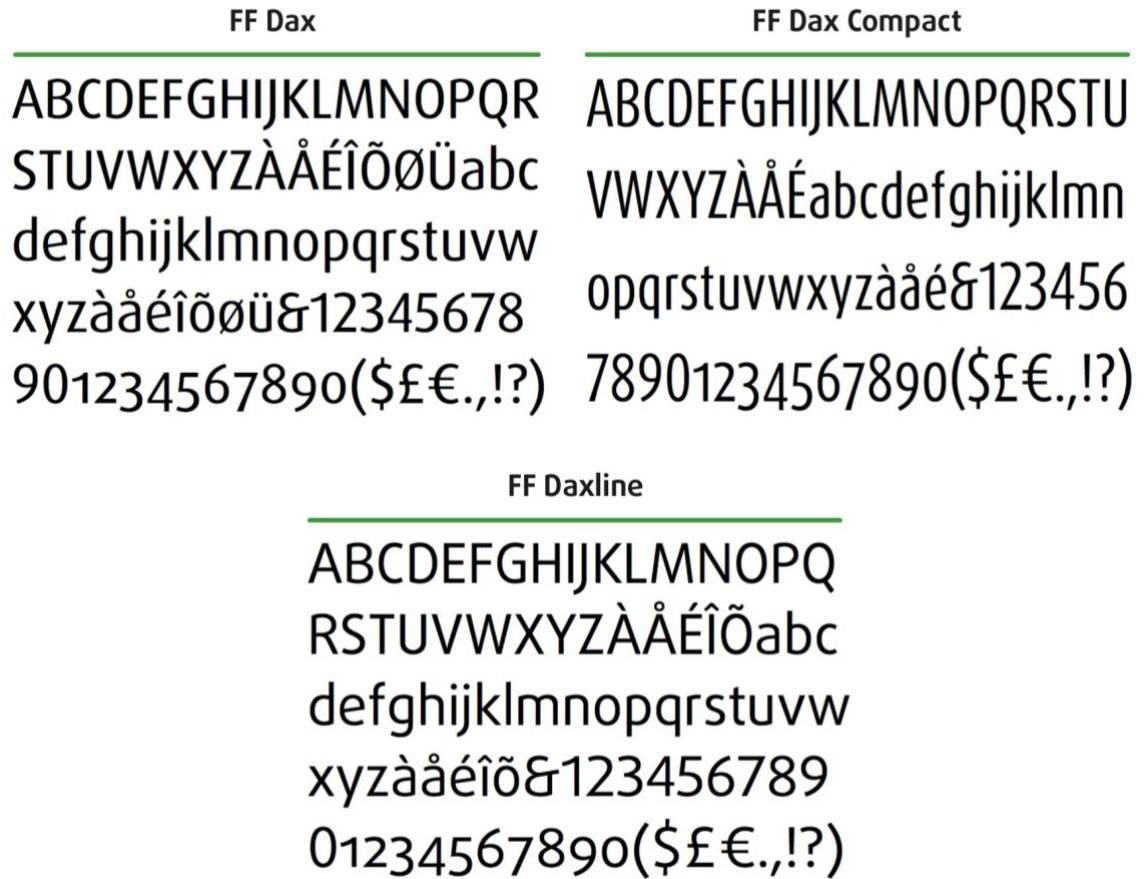 FF Dax
ABCDEFGHIJKLMNOPQR
STUVWXYZÀÅÉÎÕØÜabc
defghijklmnopqrstuvw
xyzàåéîõøü&12345678
901234567890($£€.,!?)
FF Dax Compact
ABCDEFGHIJKLMNOPQRSTU
VWXYZÀÅÉabcdefghijklmn
opqrstuvwxyzàåé&123456
78901234567890($£€.,!?)
FF Daxline
ABCDEFGHIJKLMNOPQ
RSTUVWXYZÀÅÉÎÕabc
defghijklmnopqrstuvw
xyzàåéîõ&123456789
01234567890($£€.,!?)